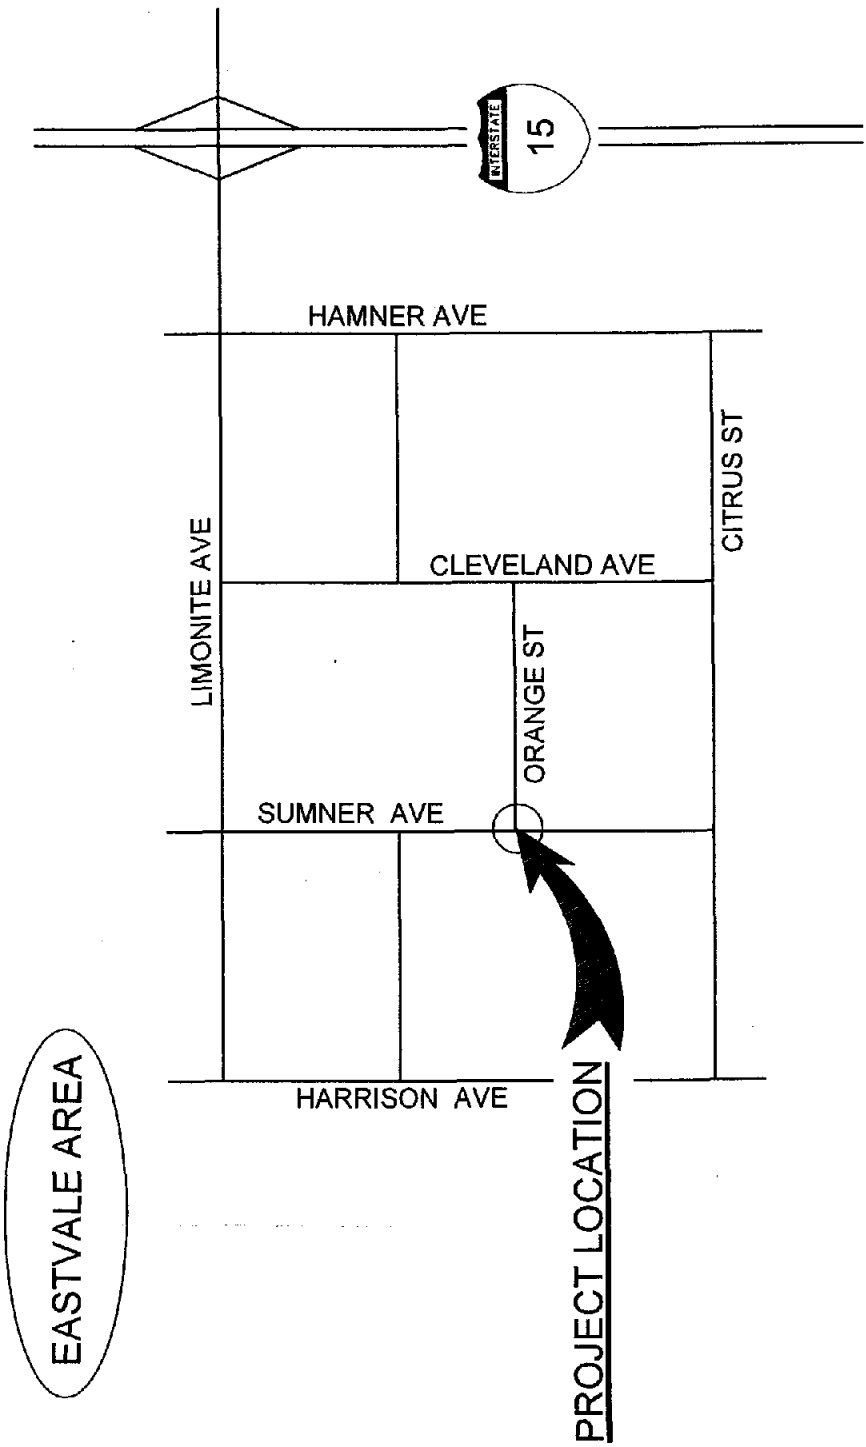 INTERSTATE
15
HAMNER AVE
CITRUS ST
LIMONITE AVE
CLEVELAND AVE
ORANGE ST
SUMNER AVE
HARRISON AVE
EASTVALE AREA
PROJECT LOCATION